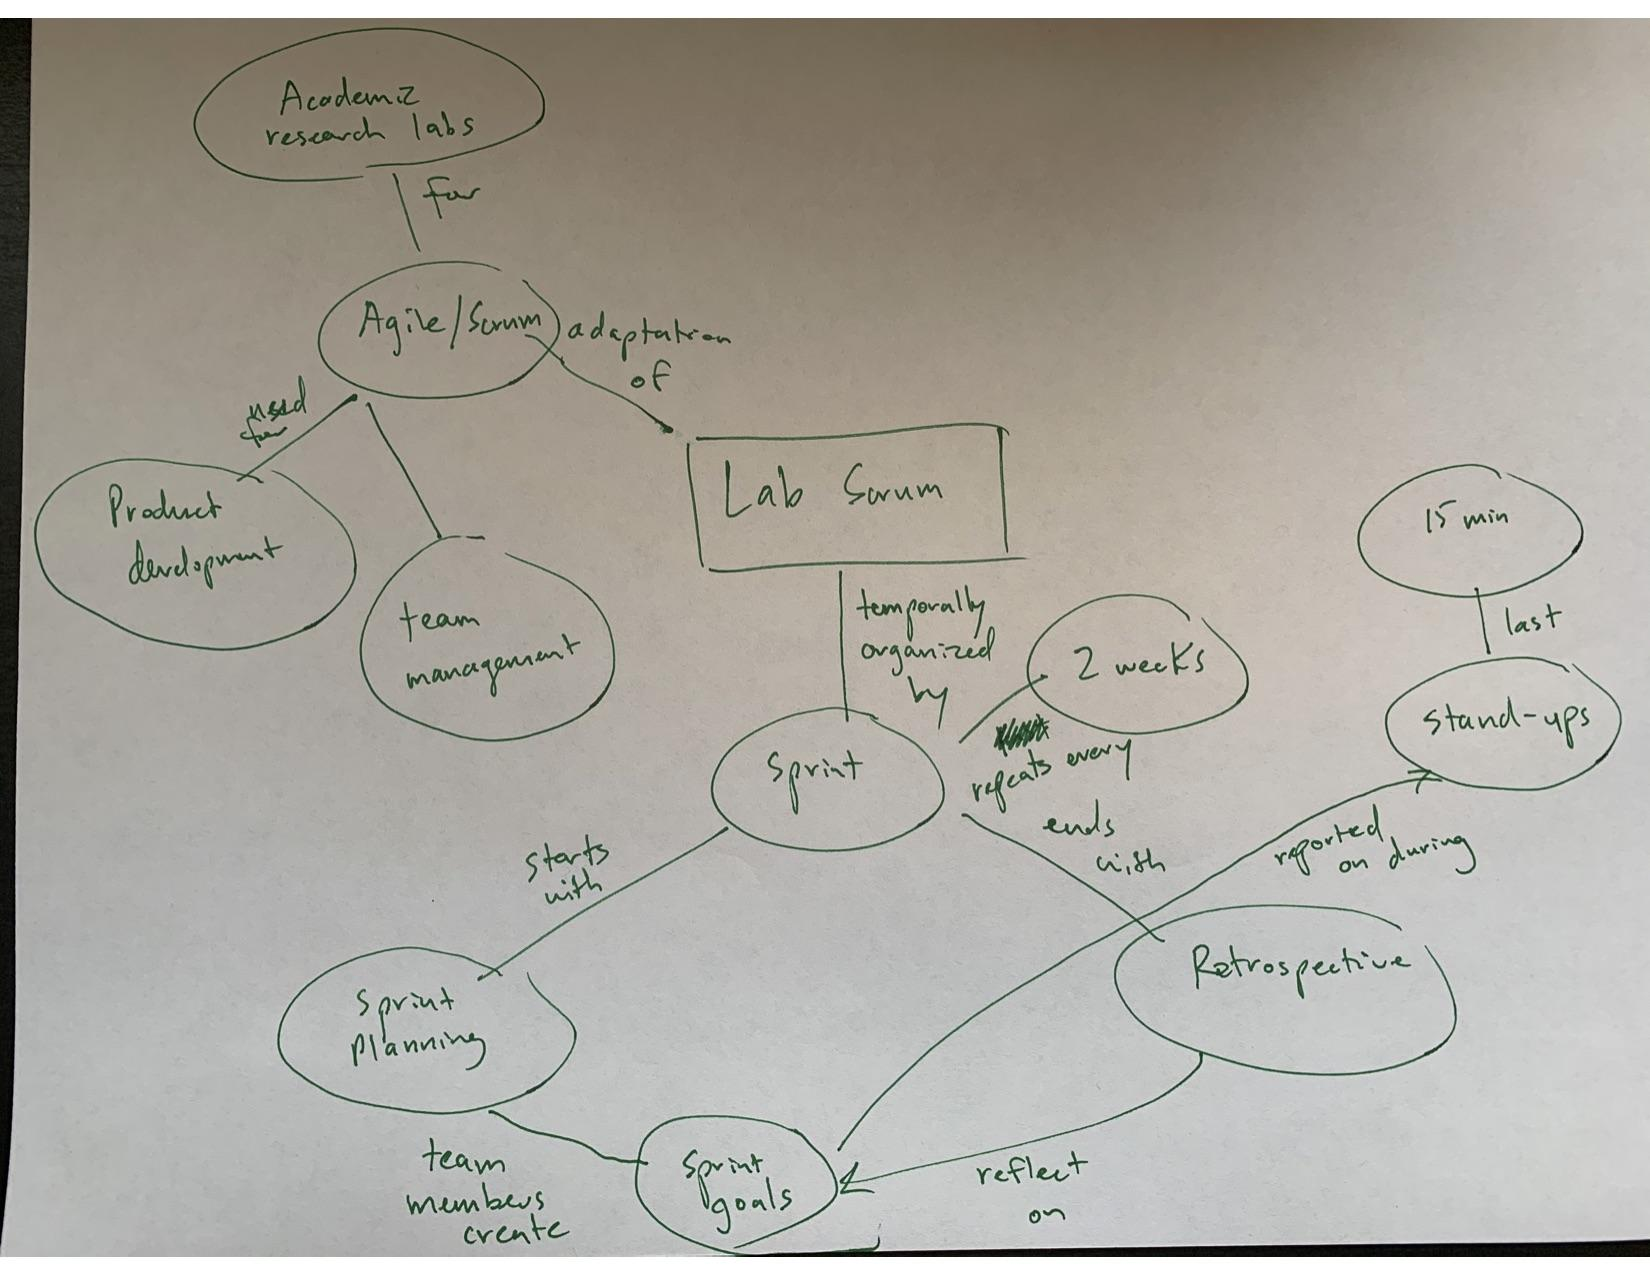 Academic
research labs
for
Agile/Scrum
adaptation
of
used
for
Product
development
team
management
Lab Scrum
15 min
last
stand-ups
temporally
organized
by
2 weeks
repeats every
Sprint
ends
with
reported
on during
starts
with
Retrospective
Sprint
Planning
team
members
create
Sprint
goals
reflect
on